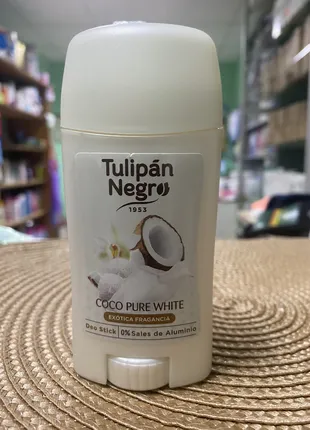 Tulipán
Negro
1953
COCO PURE WHITE
EXÓTICA FRAGANCIA
Deo Stick | 0% Sales de Aluminio